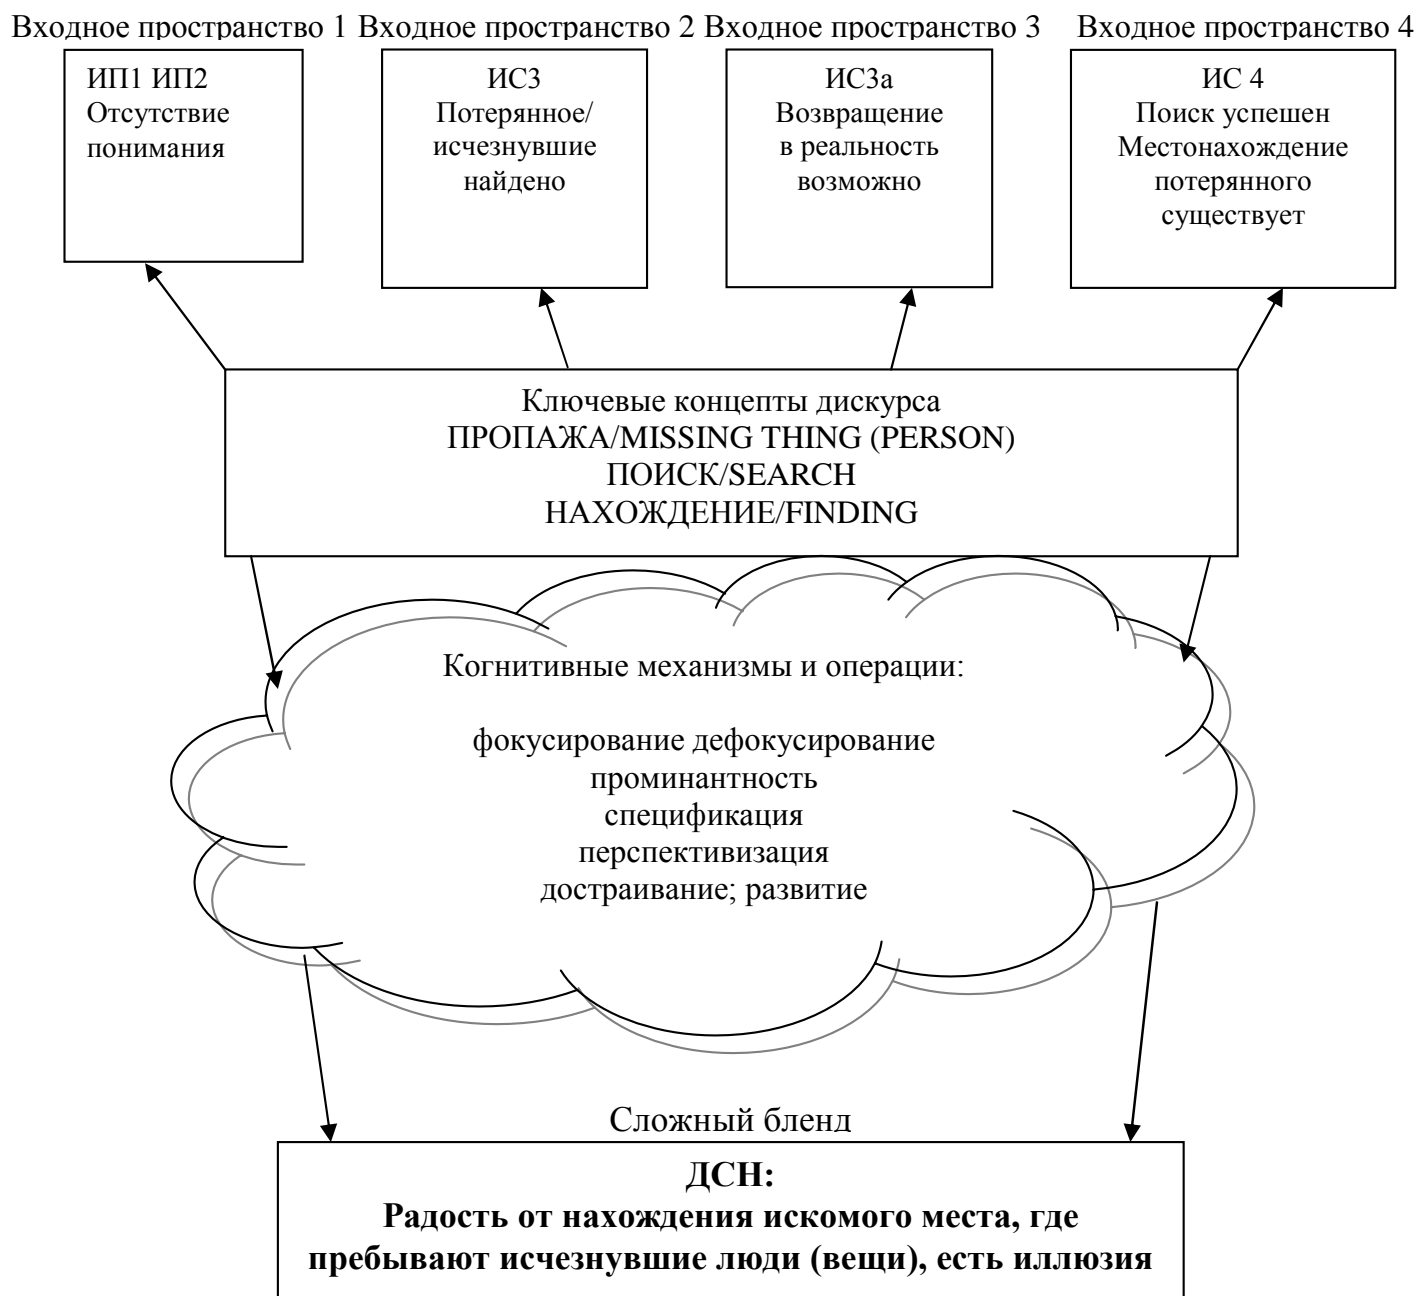 Входное пространство 1 Входное пространство 2 Входное пространство 3 Входное пространство 4
ИП1 ИП2
Отсутствие
понимания
ИС3
Потерянное/
исчезнувшие
найдено
ИС3а
Возвращение
в реальность
возможно
ИС 4
Поиск успешен
Местонахождение
потерянного
существует
Ключевые концепты дискурса
ПРОПАЖА/MISSING THING (PERSON)
ПОИСК/SEARCH
НАХОЖДЕНИЕ/FINDING
Когнитивные механизмы и операции:
фокусирование дефокусирование
проминантность
спецификация
перспективизация
достраивание; развитие
Сложный бленд
ДСН:
Радость от нахождения искомого места, где
пребывают исчезнувшие люди (вещи), есть иллюзия